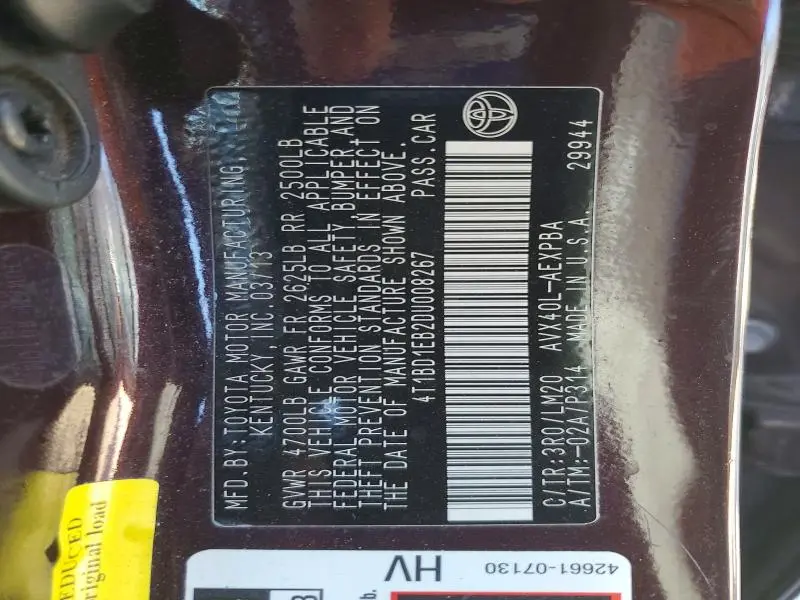 MFD. BY: TOYOTA MOTOR MANUFACTURING,
KENTUCKY, INC. 03/13
GVWR 4700LB GAWR FR 2625LB RR 2500LB
THIS VEHICLE CONFORMS TO ALL APPLICABLE
FEDERAL MOTOR VEHICLE SAFETY, BUMPER, AND
THEFT PREVENTION STANDARDS IN EFFECT ON
THE DATE OF MANUFACTURE SHOWN ABOVE.
4T1BD1EB2DU008267 PASS. CAR
C/TR:3R0/LM20 AVX40L-AEXPBA
A/TM:-02A/P314 MADE IN U.S.A. 29944
EDUCED
original load
HV
42661-07130